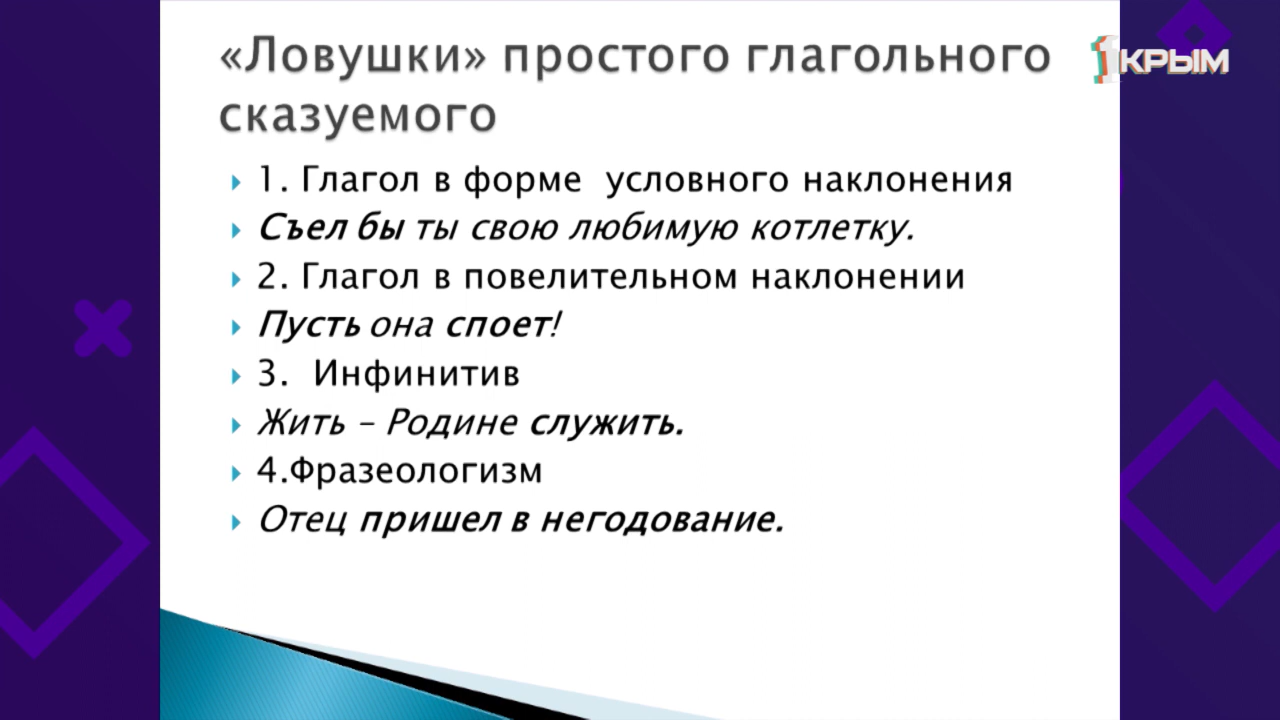 «Ловушки» простого глагольного
сказуемого
1. Глагол в форме  условного наклонения
Съел бы ты свою любимую котлетку.
2. Глагол в повелительном наклонении
Пусть она споет!
3.  Инфинитив
Жить – Родине служить.
4.Фразеологизм
Отец пришел в негодование.
1 КРЫМ